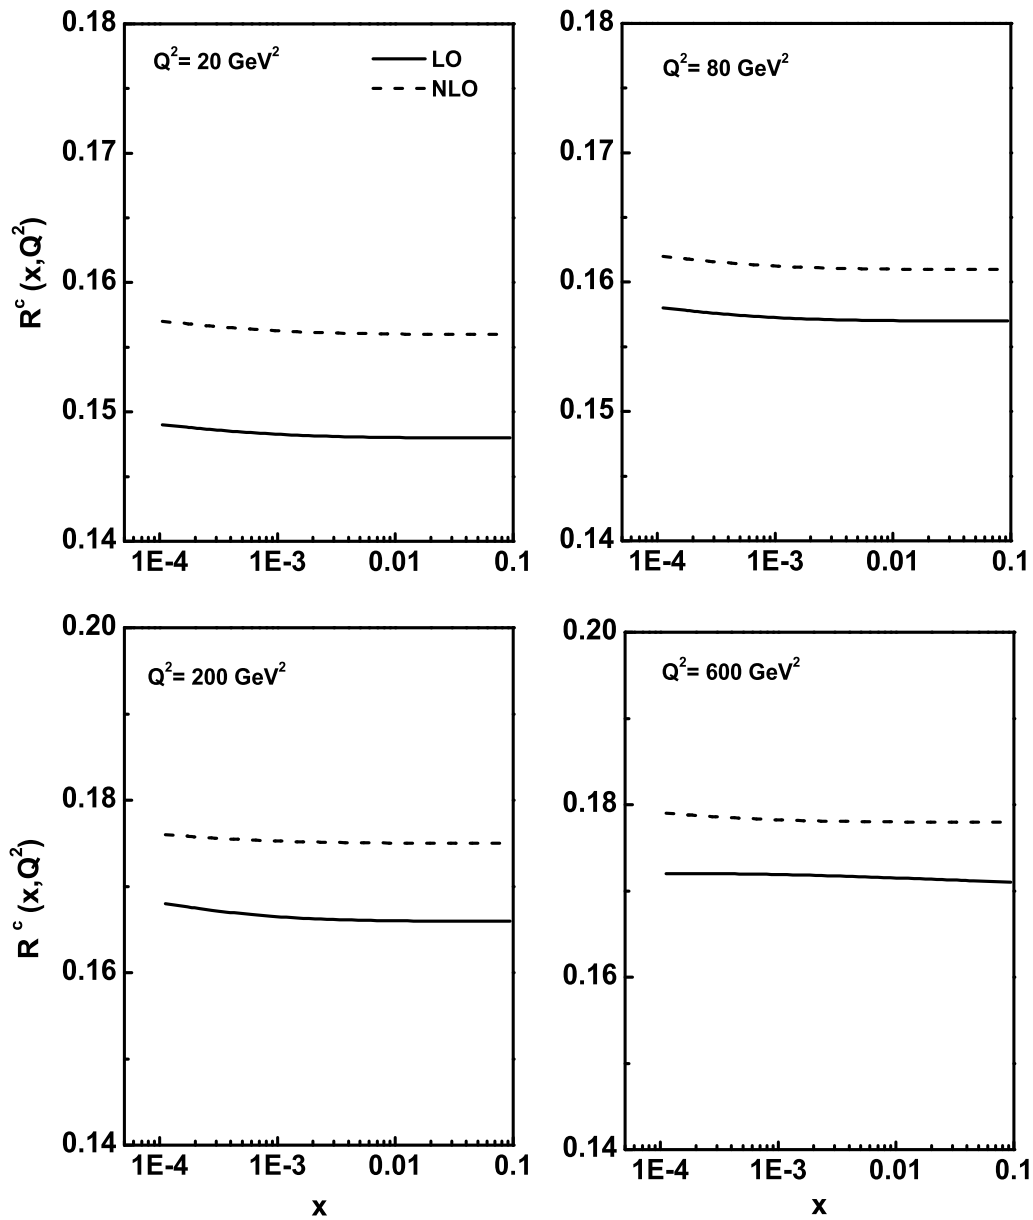 Q²= 20 GeV²
LO
NLO
0.18
0.17
0.16
0.15
0.14
R^c (x,Q²)
1E-4 1E-3 0.01 0.1
Q²= 80 GeV²
0.18
0.17
0.16
0.15
0.14
1E-4 1E-3 0.01 0.1
Q²= 200 GeV²
0.20
0.18
0.16
0.14
R^c (x,Q²)
1E-4 1E-3 0.01 0.1
x
Q²= 600 GeV²
0.20
0.18
0.16
0.14
1E-4 1E-3 0.01 0.1
x